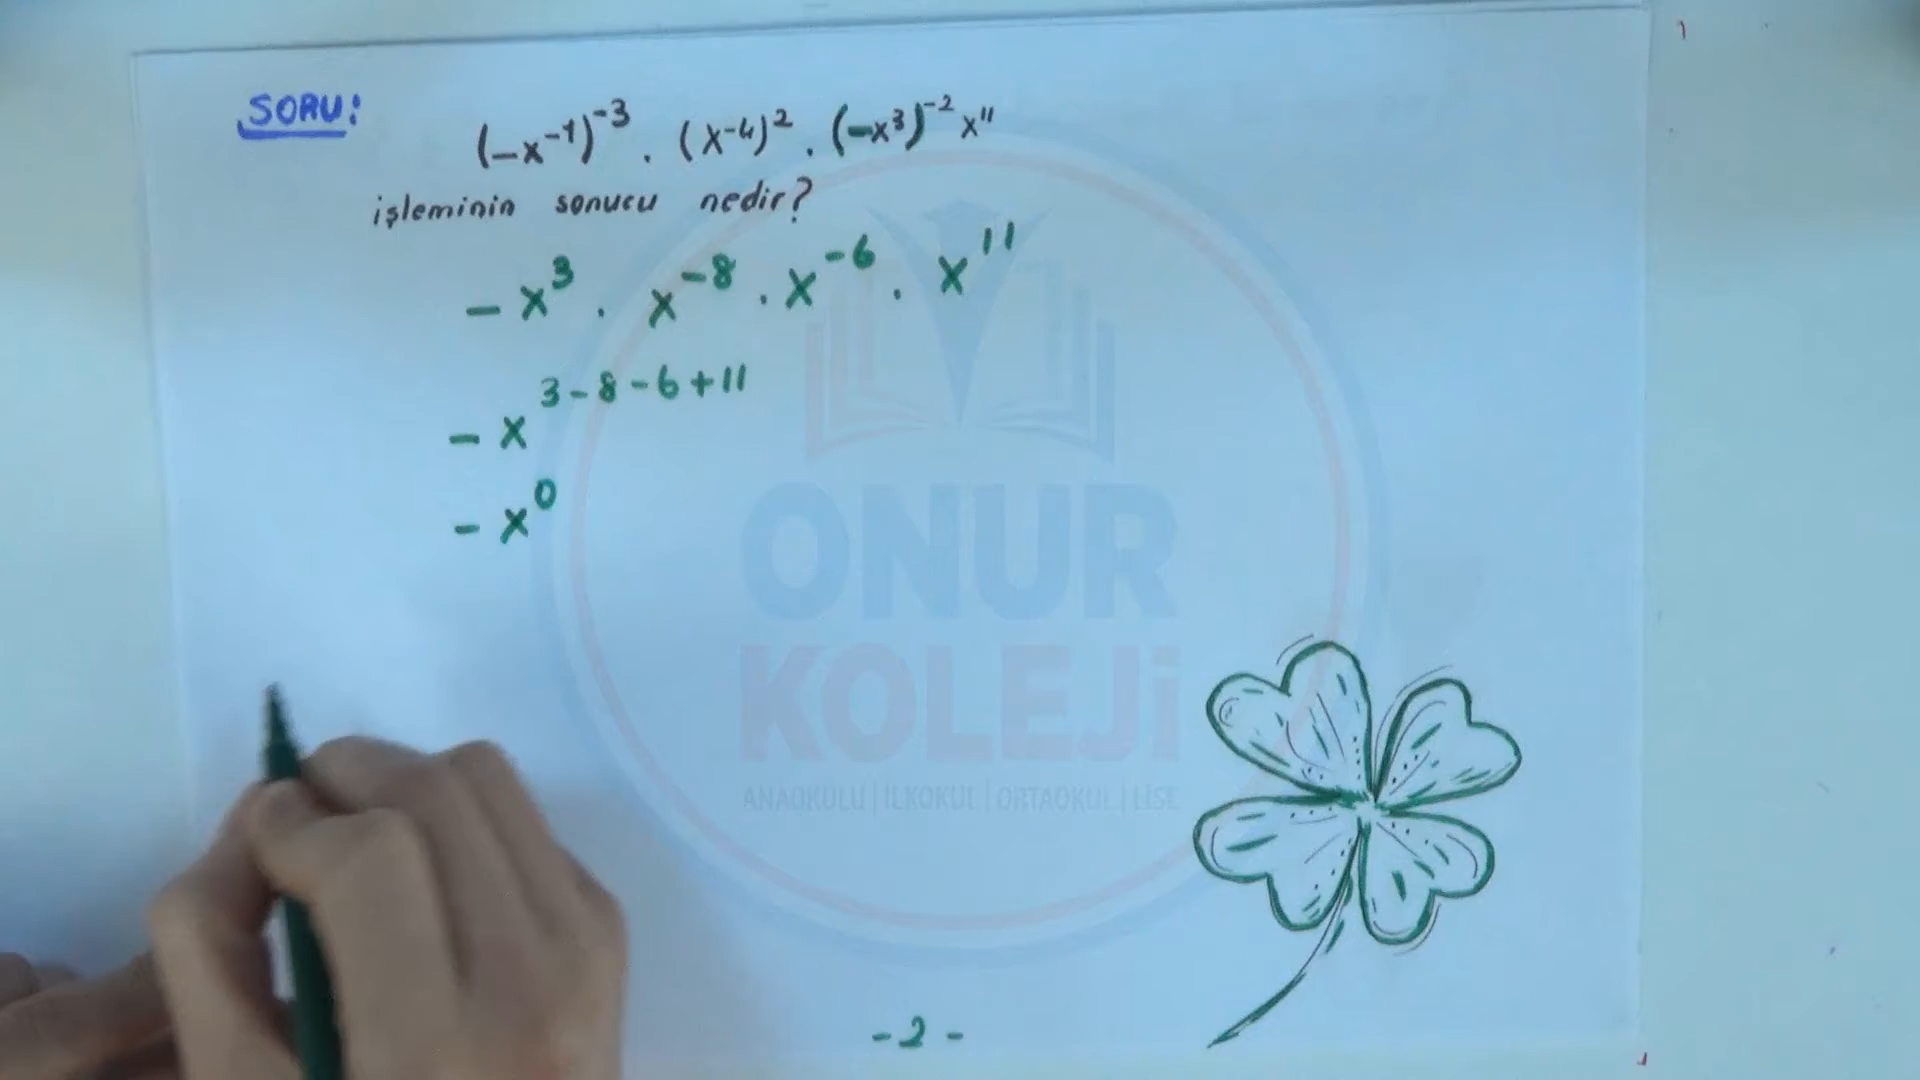 SORU:
(-x⁻¹)⁻³ . (x⁻⁴)² . (-x³)⁻² x¹¹
işleminin sonucu nedir?
- x³ . x⁻⁸ . x⁻⁶ . x¹¹
- x³⁻⁸⁻⁶⁺¹¹
- x⁰
ONUR
KOLEJi
ANAOKULU | İLKOKUL | ORTAOKUL | LİSE
- 2 -